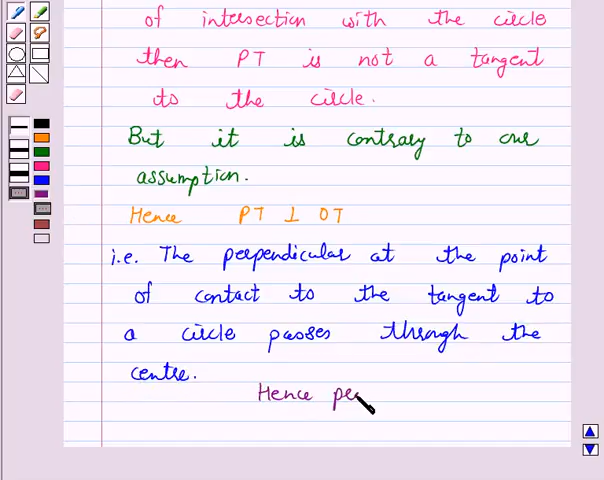 of intersection with the circle
then PT is not a tangent
to the circle.
But it is contrary to our
assumption.
Hence PT ⊥ OT
i.e. The perpendicular at the point
of contact to the tangent to
a circle passes through the
centre.
Hence pe